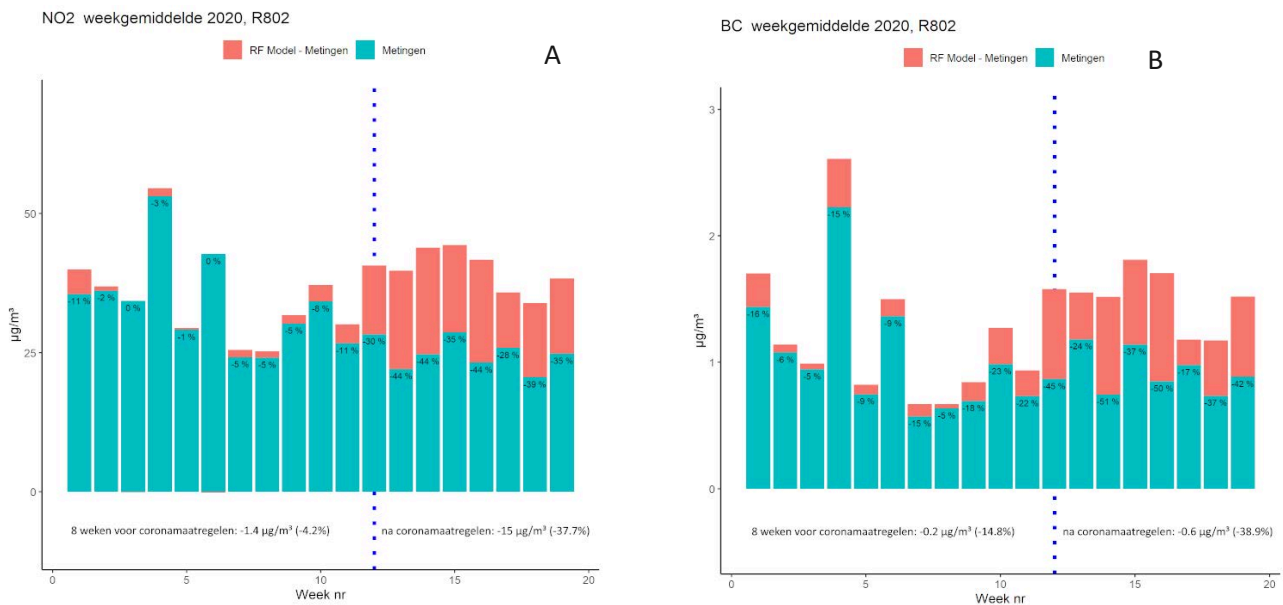 NO2 weekgemiddelde 2020, R802
RF Model - Metingen Metingen
A
µg/m³
50
25
0
-11 %
-2 %
0 %
-3 %
-1 %
0 %
-5 %
-5 %
-5 %
-8 %
-11 %
-30 %
-44 %
-44 %
-35 %
-44 %
-28 %
-39 %
-35 %
8 weken voor coronamaatregelen: -1.4 µg/m³ (-4.2%)
na coronamaatregelen: -15 µg/m³ (-37.7%)
0 5 10 15 20
Week nr
BC weekgemiddelde 2020, R802
RF Model - Metingen Metingen
B
µg/m³
3
2
1
0
-16 %
-6 %
-5 %
-15 %
-9 %
-9 %
-15 %
-5 %
-18 %
-23 %
-22 %
-45 %
-24 %
-51 %
-37 %
-50 %
-17 %
-37 %
-42 %
8 weken voor coronamaatregelen: -0.2 µg/m³ (-14.8%)
na coronamaatregelen: -0.6 µg/m³ (-38.9%)
0 5 10 15 20
Week nr